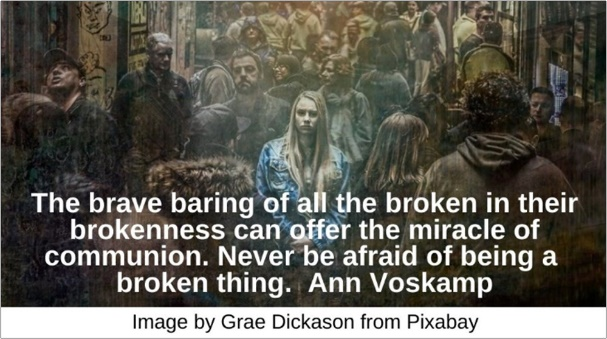 The brave baring of all the broken in their
brokenness can offer the miracle of
communion. Never be afraid of being a
broken thing.  Ann Voskamp
Image by Grae Dickason from Pixabay